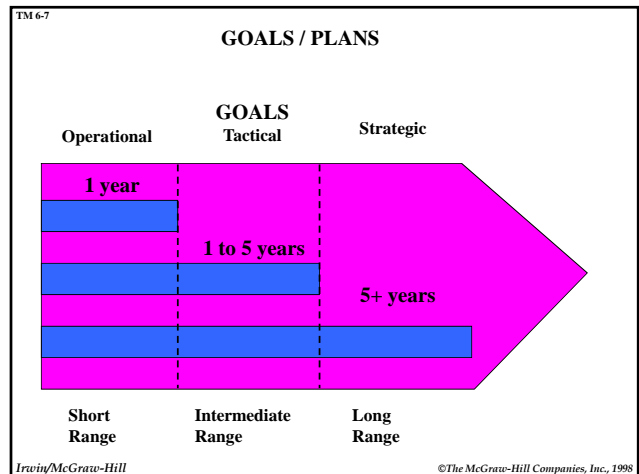 TM 6-7
GOALS / PLANS
GOALS
Operational Tactical Strategic
1 year
1 to 5 years
5+ years
Short Intermediate Long
Range Range Range
Irwin/McGraw-Hill ©The McGraw-Hill Companies, Inc., 1998